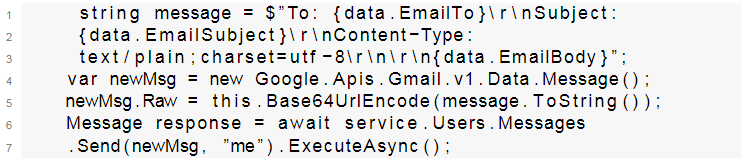 1 string message = $”To: {data.EmailTo}\r\nSubject:
2 {data.EmailSubject}\r\nContent−Type:
3 text/plain;charset=utf−8\r\n\r\n{data.EmailBody}”;
4 var newMsg = new Google.Apis.Gmail.v1.Data.Message();
5 newMsg.Raw = this.Base64UrlEncode(message.ToString());
6 Message response = await service.Users.Messages
7 .Send(newMsg, ”me”).ExecuteAsync();